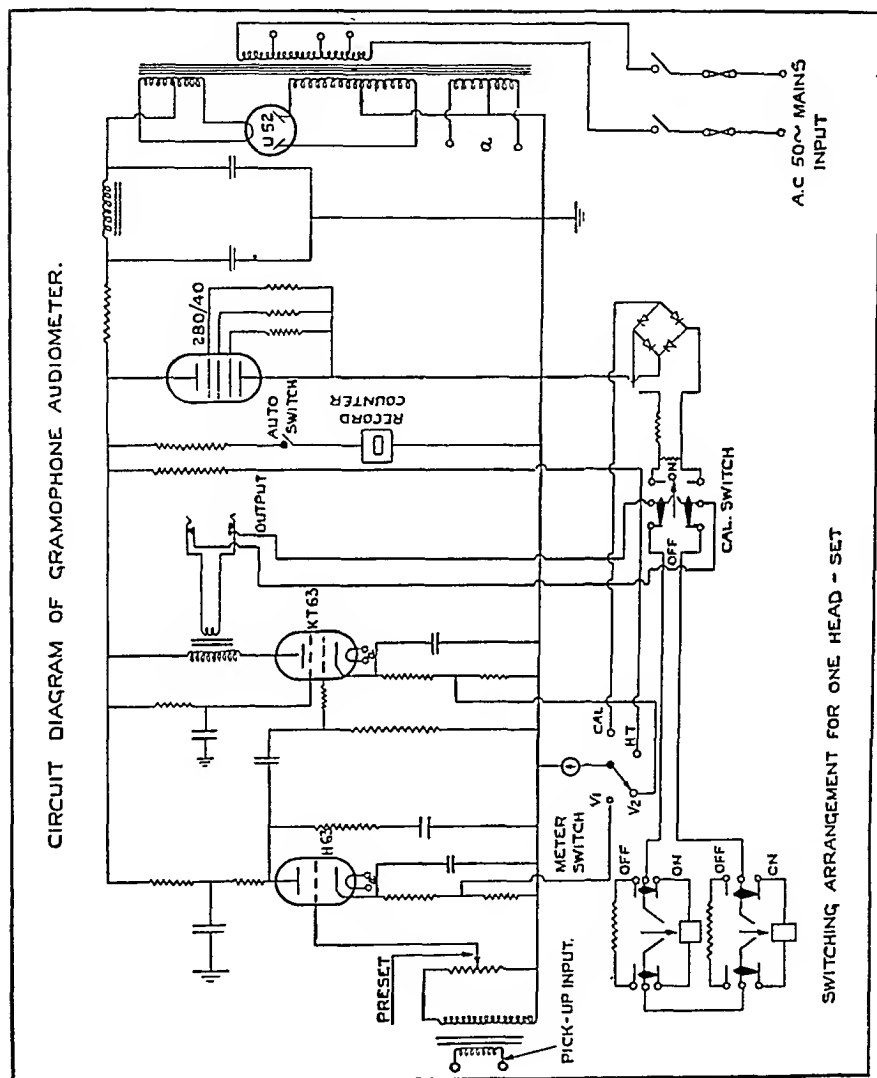 CIRCUIT DIAGRAM OF GRAMOPHONE AUDIOMETER.
PICK-UP INPUT.
PRESET
H63
a
KT63
a
OUTPUT
AUTO
SWITCH
RECORD
COUNTER
280/40
U52
a
A.C 50~ MAINS
INPUT
METER
SWITCH
V1
V2
CAL
HT
OFF
ON
CAL. SWITCH
OFF
ON
OFF
CN
SWITCHING ARRANGEMENT FOR ONE HEAD - SET